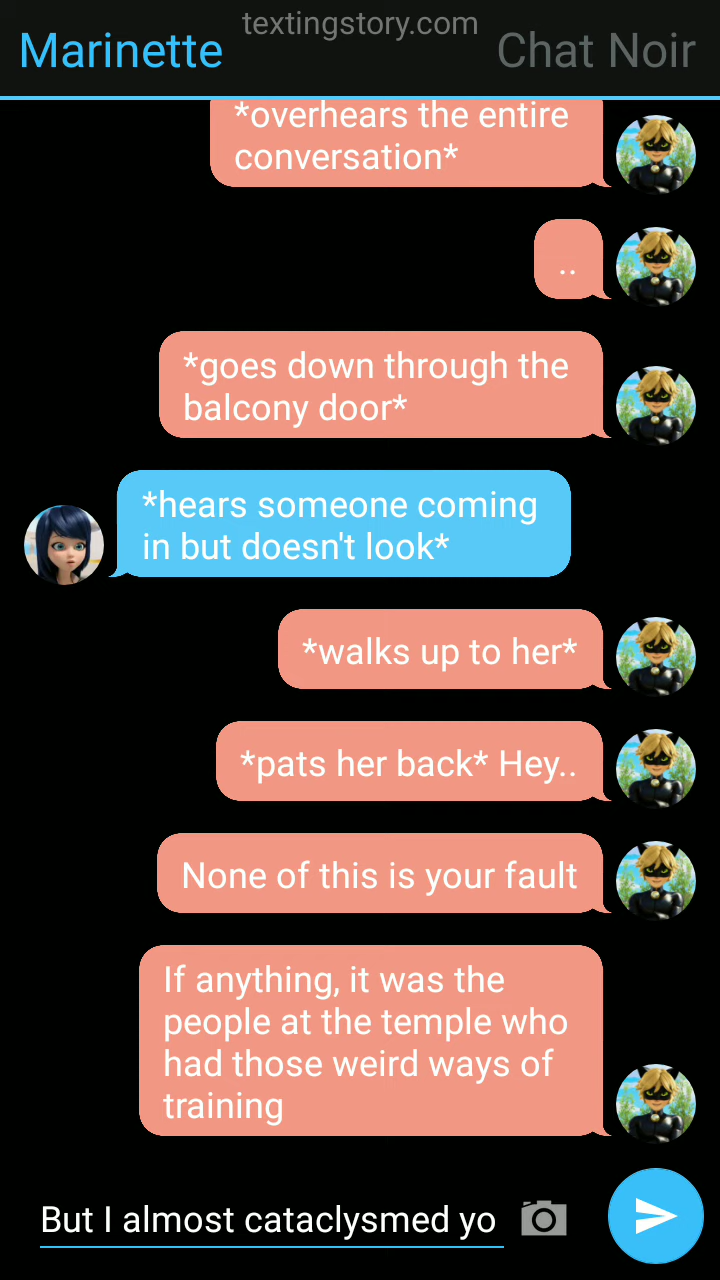 textingstory.com
Marinette
Chat Noir
*overhears the entire
conversation*
..
*goes down through the
balcony door*
*hears someone coming
in but doesn't look*
*walks up to her*
*pats her back* Hey..
None of this is your fault
If anything, it was the
people at the temple who
had those weird ways of
training
But I almost cataclysmed yo